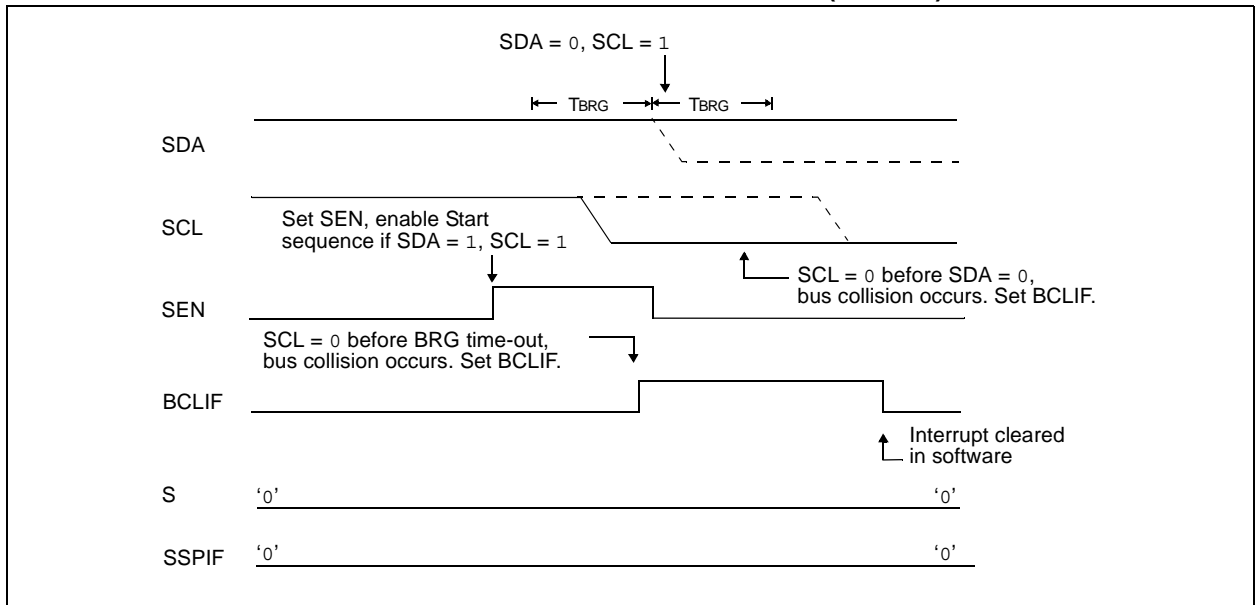 SDA = 0, SCL = 1
TBRG TBRG
SDA
SCL
Set SEN, enable Start
sequence if SDA = 1, SCL = 1
SCL = 0 before SDA = 0,
bus collision occurs. Set BCLIF.
SEN
SCL = 0 before BRG time-out,
bus collision occurs. Set BCLIF.
BCLIF
Interrupt cleared
in software
S ‘0’ ‘0’
SSPIF ‘0’ ‘0’